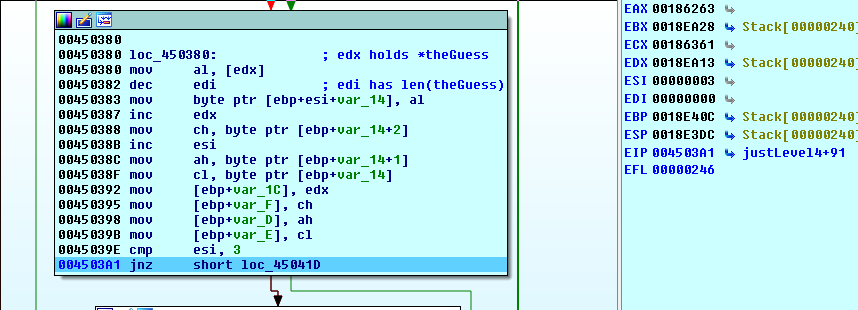 00450380
00450380 loc_450380:             ; edx holds *theGuess
00450380 mov     al, [edx]
00450382 dec     edi             ; edi has len(theGuess)
00450383 mov     byte ptr [ebp+esi+var_14], al
00450387 inc     edx
00450388 mov     ch, byte ptr [ebp+var_14+2]
0045038B inc     esi
0045038C mov     ah, byte ptr [ebp+var_14+1]
0045038F mov     cl, byte ptr [ebp+var_14]
00450392 mov     [ebp+var_1C], edx
00450395 mov     [ebp+var_F], ch
00450398 mov     [ebp+var_D], ah
0045039B mov     [ebp+var_E], cl
0045039E cmp     esi, 3
004503A1 jnz     short loc_45041D
EAX 00186263
EBX 0018EA28 Stack[00000240]
ECX 00186361
EDX 0018EA13 Stack[00000240]
ESI 00000003
EDI 00000000
EBP 0018E40C Stack[00000240]
ESP 0018E3DC Stack[00000240]
EIP 004503A1 justLevel4+91
EFL 00000246